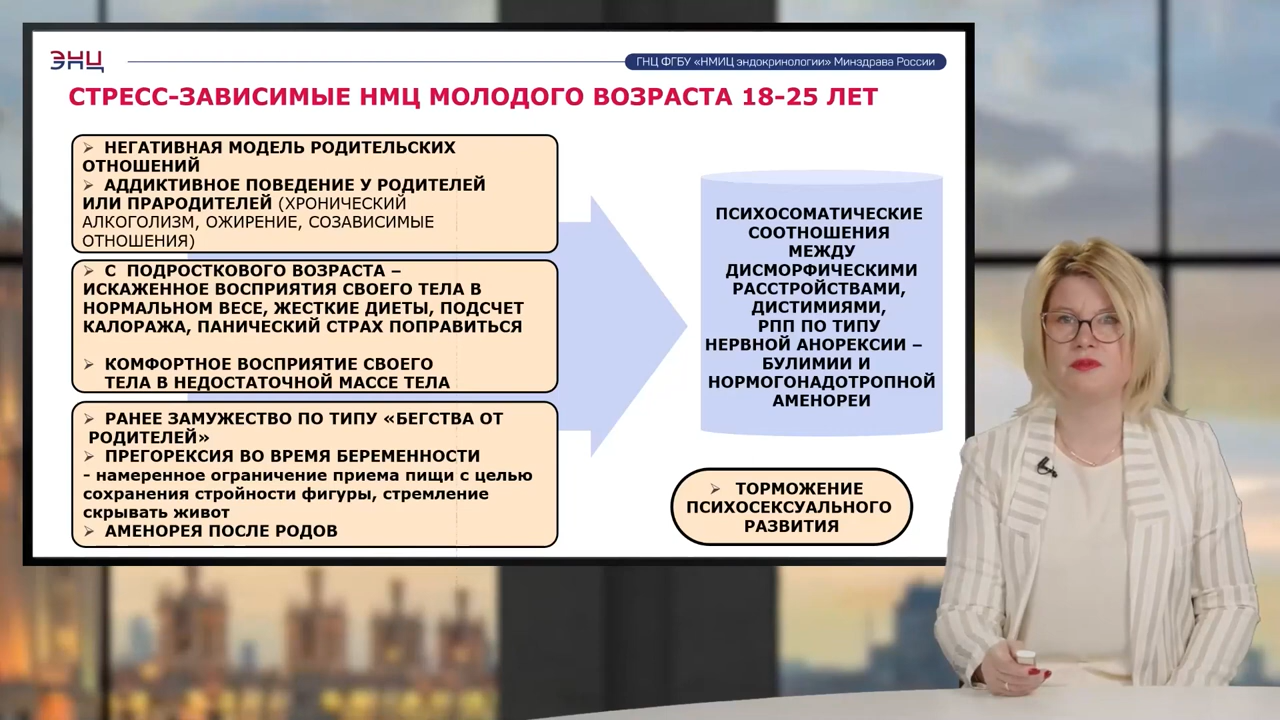 ЭНЦ
ГНЦ ФГБУ «НМИЦ эндокринологии» Минздрава России
СТРЕСС-ЗАВИСИМЫЕ НМЦ МОЛОДОГО ВОЗРАСТА 18-25 ЛЕТ
➢ НЕГАТИВНАЯ МОДЕЛЬ РОДИТЕЛЬСКИХ
ОТНОШЕНИЙ
➢ АДДИКТИВНОЕ ПОВЕДЕНИЕ У РОДИТЕЛЕЙ
ИЛИ ПРАРОДИТЕЛЕЙ (ХРОНИЧЕСКИЙ
АЛКОГОЛИЗМ, ОЖИРЕНИЕ, СОЗАВИСИМЫЕ
ОТНОШЕНИЯ)
➢ С ПОДРОСТКОВОГО ВОЗРАСТА –
ИСКАЖЕННОЕ ВОСПРИЯТИЯ СВОЕГО ТЕЛА В
НОРМАЛЬНОМ ВЕСЕ, ЖЕСТКИЕ ДИЕТЫ, ПОДСЧЕТ
КАЛОРАЖА, ПАНИЧЕСКИЙ СТРАХ ПОПРАВИТЬСЯ
➢ КОМФОРТНОЕ ВОСПРИЯТИЕ СВОЕГО
ТЕЛА В НЕДОСТАТОЧНОЙ МАССЕ ТЕЛА
➢ РАНЕЕ ЗАМУЖЕСТВО ПО ТИПУ «БЕГСТВА ОТ
РОДИТЕЛЕЙ»
➢ ПРЕГОРЕКСИЯ ВО ВРЕМЯ БЕРЕМЕННОСТИ
- намеренное ограничение приема пищи с целью
сохранения стройности фигуры, стремление
скрывать живот
➢ АМЕНОРЕЯ ПОСЛЕ РОДОВ
ПСИХОСОМАТИЧЕСКИЕ
СООТНОШЕНИЯ
МЕЖДУ
ДИСМОРФИЧЕСКИМИ
РАССТРОЙСТВАМИ,
ДИСТИМИЯМИ,
РПП ПО ТИПУ
НЕРВНОЙ АНОРЕКСИИ –
БУЛИМИИ И
НОРМОГОНАДОТРОПНОЙ
АМЕНОРЕИ
➢ ТОРМОЖЕНИЕ
ПСИХОСЕКСУАЛЬНОГО
РАЗВИТИЯ